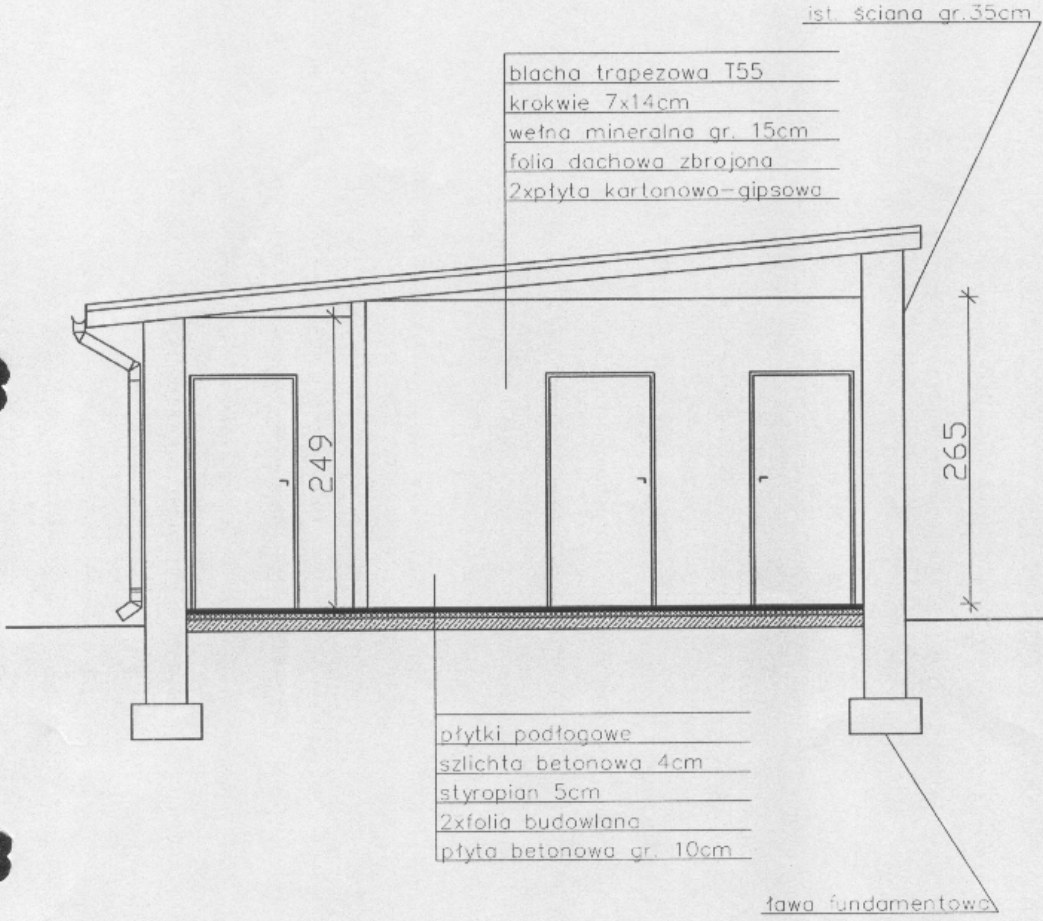 ist. ściana gr.35cm
blacha trapezowa T55
krokwie 7x14cm
wełna mineralna gr. 15cm
folia dachowa zbrojona
2xpłyta kartonowo-gipsowa
249
265
płytki podłogowe
szlichta betonowa 4cm
styropian 5cm
2xfolia budowlana
płyta betonowa gr. 10cm
ława fundamentowa